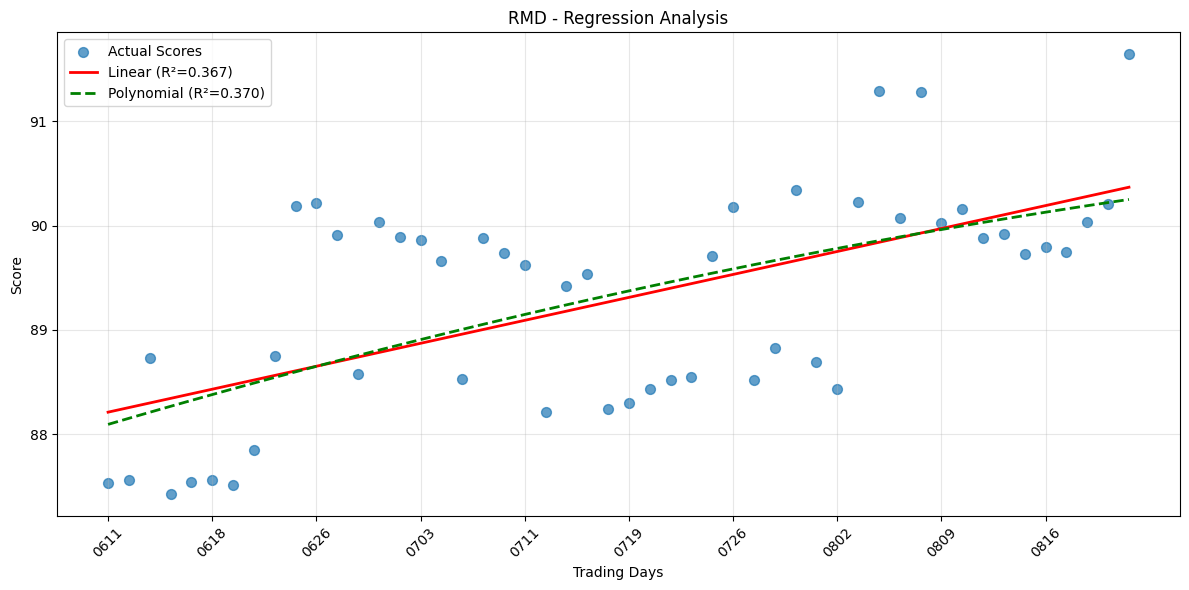 RMD - Regression Analysis
Actual Scores
Linear (R²=0.367)
Polynomial (R²=0.370)
Score
91
90
89
88
0611
0618
0626
0703
0711
0719
0726
0802
0809
0816
Trading Days